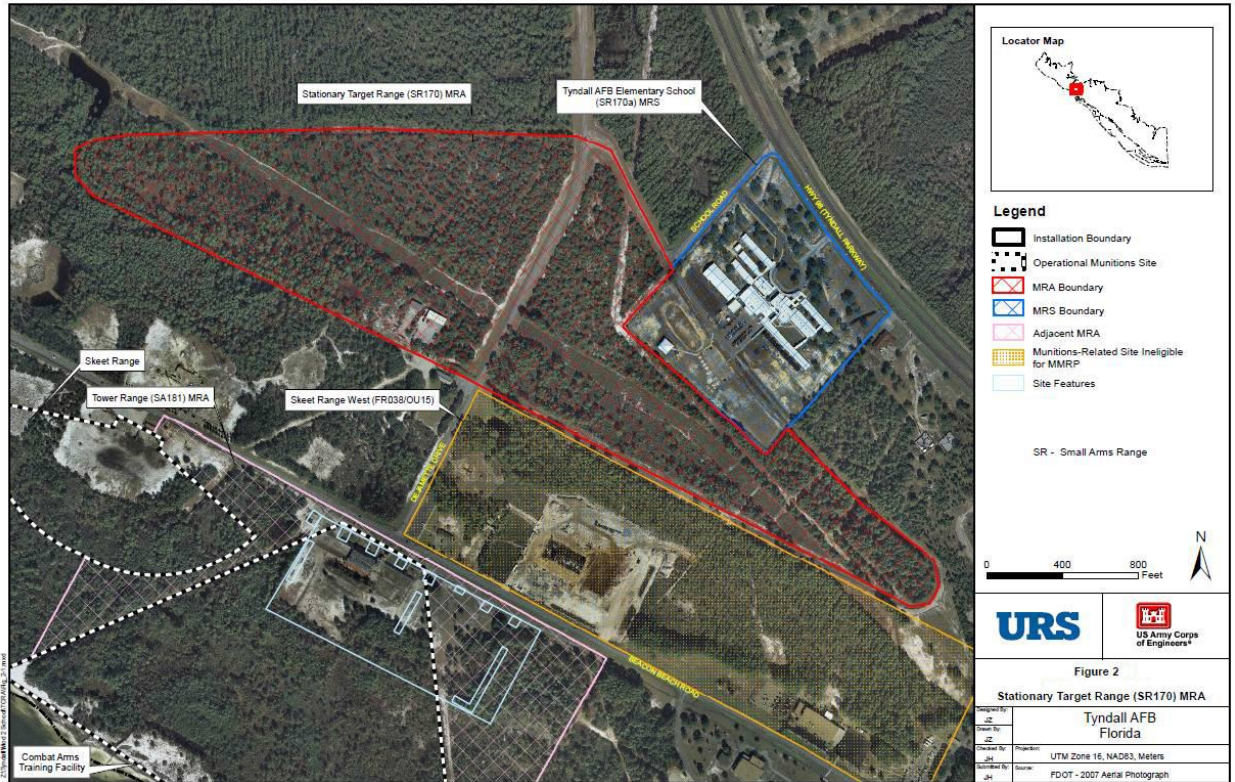 Stationary Target Range (SR170) MRA
Tyndall AFB Elementary School
(SR170a) MRS
SCHOOL ROAD
HWY 98 (TYNDALL PARKWAY)
Skeet Range
Tower Range (SA181) MRA
Skeet Range West (FR038/OU15)
BEACON BEACH ROAD
Combat Arms
Training Facility
Locator Map
Legend
Installation Boundary
Operational Munitions Site
MRA Boundary
MRS Boundary
Adjacent MRA
Munitions-Related Site Ineligible
for MMRP
Site Features
SR - Small Arms Range
N
0 400 800
Feet
URS
US Army Corps
of Engineers®
Figure 2
Stationary Target Range (SR170) MRA
Designed By:
JZ
Drawn By:
JZ
Tyndall AFB
Florida
Checked By:
JH
Projection:
UTM Zone 16, NAD83, Meters
Submitted By:
JH
Source:
FDOT - 2007 Aerial Photograph